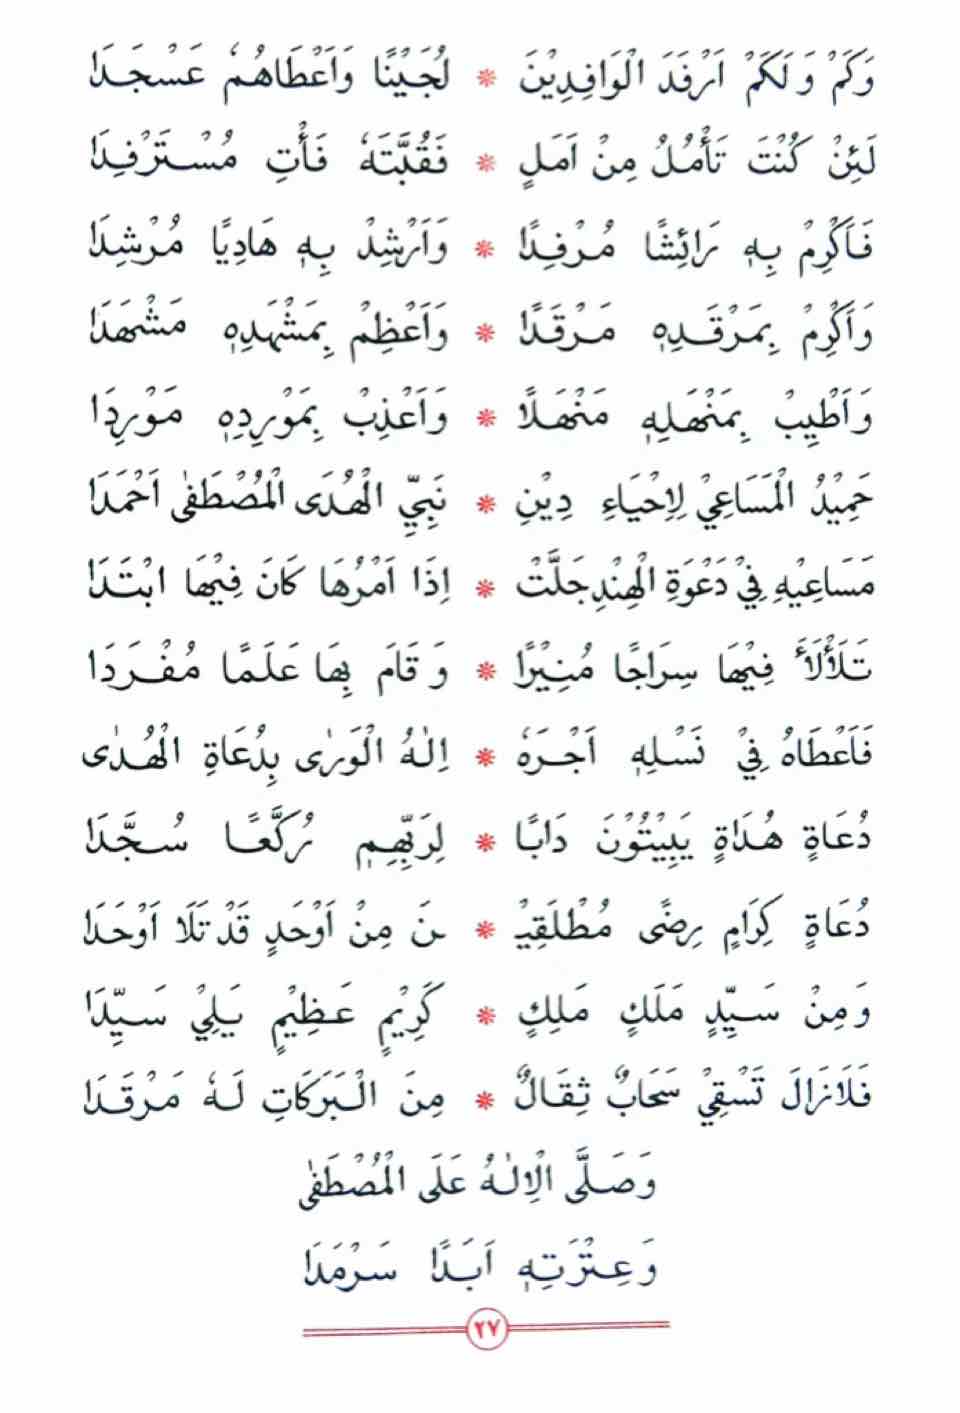 وَكَمْ وَلَكَمْ اَرْفَدَ الْوَافِدِيْنَ * لُجَيْنًا وَاَعْطَاهُمْ عَسْجَدَا
لَئِنْ كُنْتَ تَأْمُلُ مِنْ اَمَلٍ * فَقُبَّتَهٗ فَأْتِ مُسْتَرْفِدَا
فَاَكْرِمْ بِهٖ رَائِشًا مُرْفِدًا * وَاَرْشِدْ بِهٖ هَادِيًا مُرْشِدَا
وَاَكْرِمْ بِمَرْقَدِهٖ مَرْقَدًا * وَاَعْظِمْ بِمَشْهَدِهٖ مَشْهَدَا
وَاَطْيِبْ بِمَنْهَلِهٖ مَنْهَلًا * وَاَعْذِبْ بِمَوْرِدِهٖ مَوْرِدَا
حَمِيْدُ الْمَسَاعِيْ لِاِحْيَاءِ دِيْنِ * نَبِيِّ الْهُدَى الْمُصْطَفٰى اَحْمَدَا
مَسَاعِيْهِ فِيْ دَعْوَةِ الْهِنْدِ جَلَّتْ * اِذَا اَمْرُهَا كَانَ فِيْهَا ابْتَدَا
تَلَأْلَأَ فِيْهَا سِرَاجًا مُنِيْرًا * وَقَامَ بِهَا عَلَمًا مُفْرَدَا
فَاَعْطَاهُ فِيْ نَسْلِهٖ اَجْرَهٗ * اِلٰهُ الْوَرٰى بِدُعَاةِ الْهُدٰى
دُعَاةٍ هُدَاةٍ يَبِيْتُوْنَ دَابًا * لِرَبِّهِمِ رُكَّعًا سُجَّدَا
دُعَاةٍ كِرَامٍ رِضًى مُطْلَقِيْـ * ـنَ مِنْ اَوْحَدٍ قَدْ تَلَا اَوْحَدَا
وَمِنْ سَيِّدٍ مَلَكٍ مَلِكٍ * كَرِيْمٍ عَظِيْمٍ يَلِيْ سَيِّدَا
فَلَازَالَ تَسْقِيْ سَحَابٌ ثِقَالٌ * مِنَ الْبَرَكَاتِ لَهٗ مَرْقَدَا
وَصَلَّى الْاِلٰهُ عَلَى الْمُصْطَفٰى
وَعِتْرَتِهٖ اَبَدًا سَرْمَدَا
٢٧